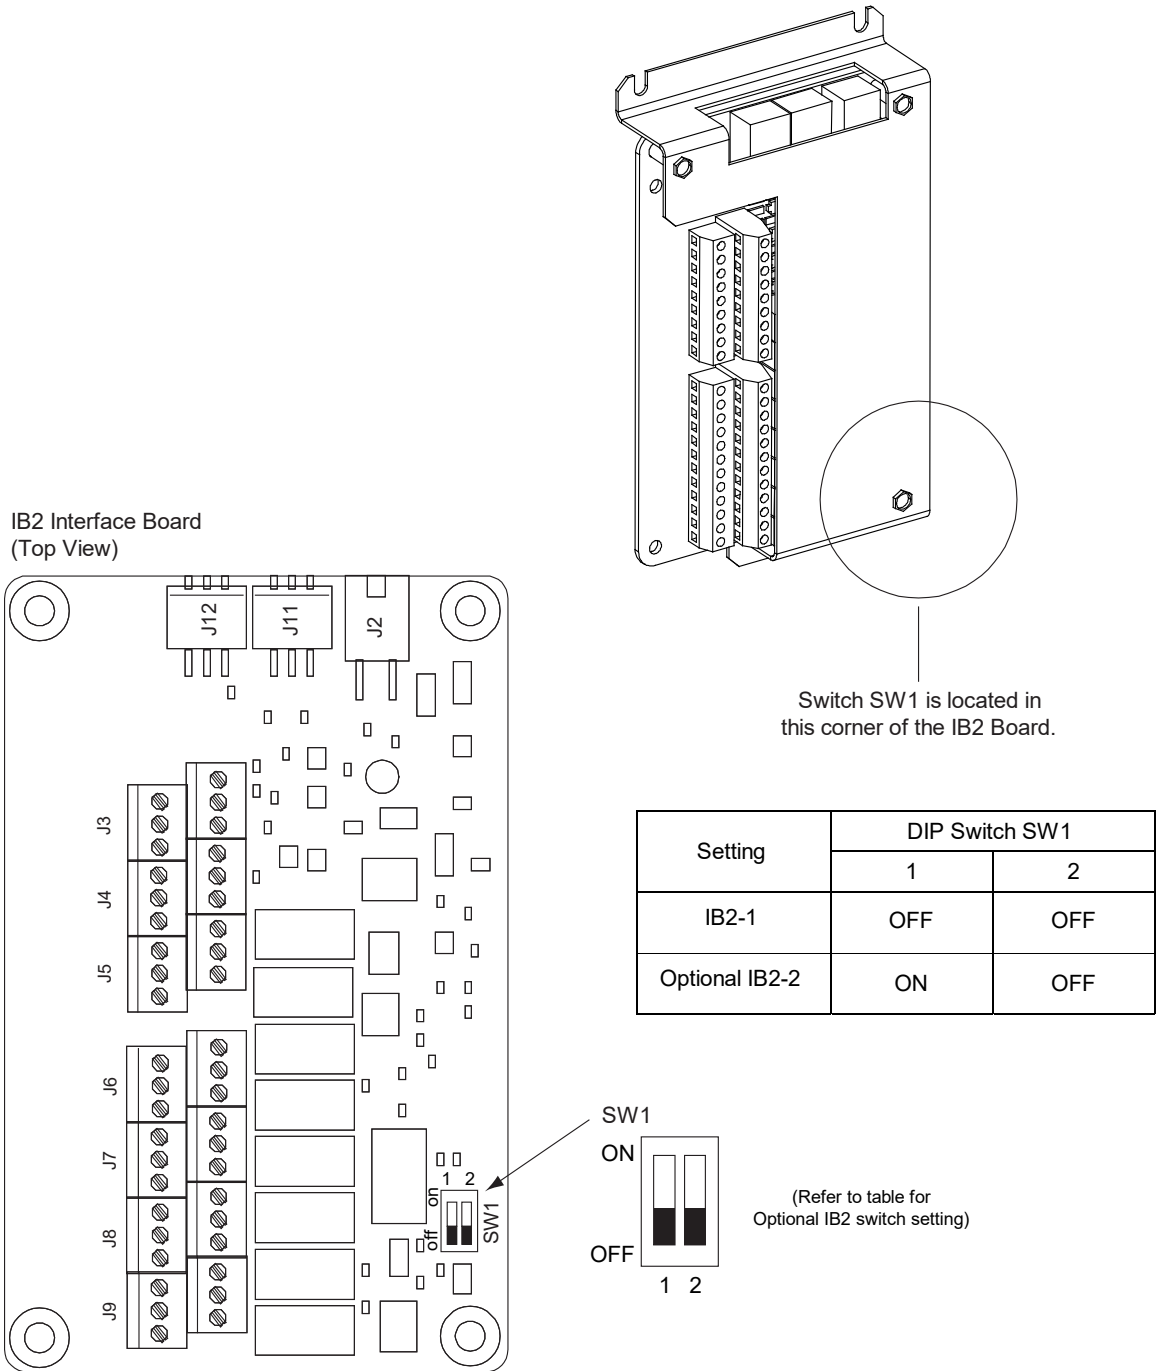 IB2 Interface Board
(Top View)
J12
J11
J2
J3
J4
J5
J6
J7
J8
J9
1 2
on
off
SW1
Switch SW1 is located in
this corner of the IB2 Board.
Setting
DIP Switch SW1
1 2
IB2-1 OFF OFF
Optional IB2-2 ON OFF
SW1
ON
OFF
1 2
(Refer to table for
Optional IB2 switch setting)